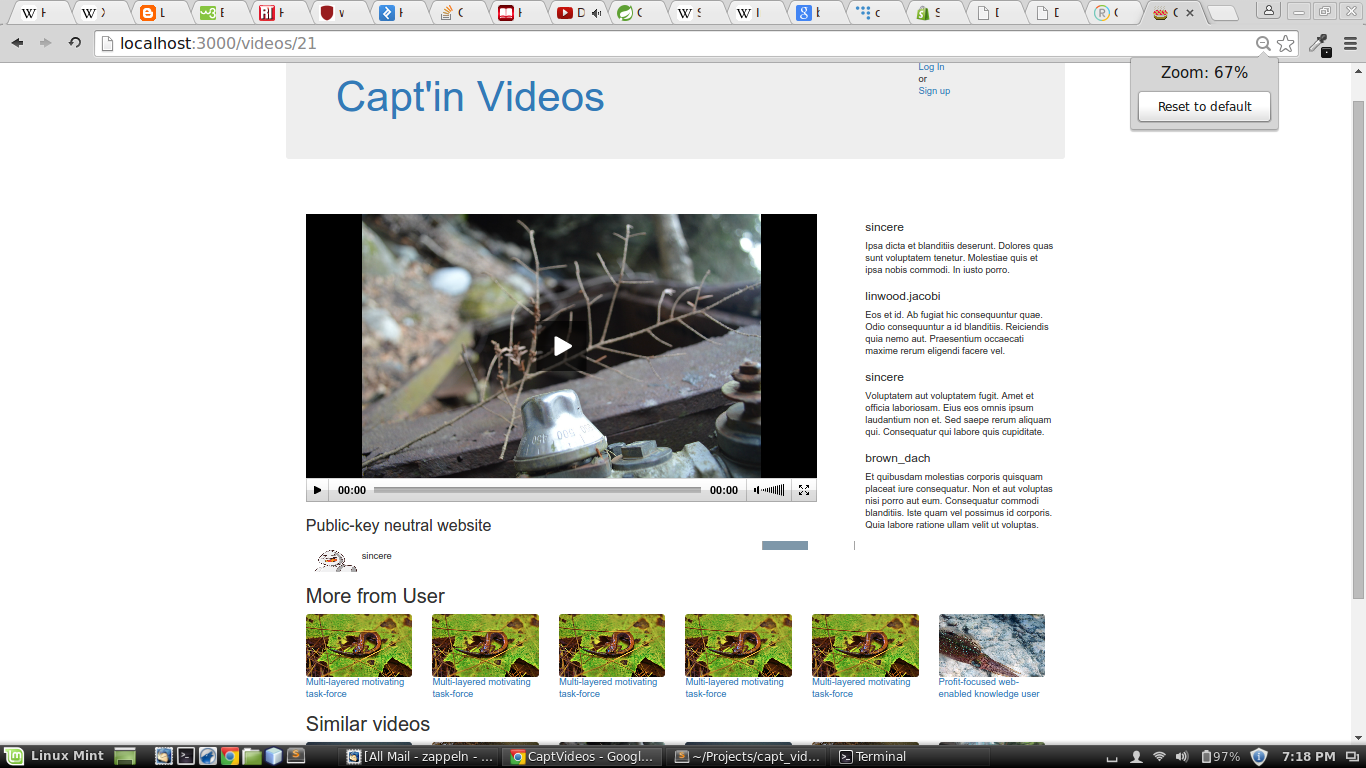 localhost:3000/videos/21
Zoom: 67%
Reset to default
Capt'in Videos
Log In
or
Sign up
sincere
Ipsa dicta et blanditiis deserunt. Dolores quas
sunt voluptatem tenetur. Molestiae quis et
ipsa nobis commodi. In iusto porro.
linwood.jacobi
Eos et id. Ab fugiat hic consequuntur quae.
Odio consequuntur a id blanditiis. Reiciendis
quia nemo aut. Praesentium occaecati
maxime rerum eligendi facere vel.
sincere
Voluptatem aut voluptatem fugit. Amet et
officia laboriosam. Eius eos omnis ipsum
laudantium non et. Sed saepe rerum aliquam
qui. Consequatur qui labore quis cupiditate.
brown_dach
Et quibusdam molestias corporis quisquam
placeat iure consequatur. Non et aut voluptas
nisi porro aut eum. Consequatur commodi
blanditiis. Iste quam vel possimus id corporis.
Quia labore ratione ullam velit ut voluptas.
00:00
00:00
Public-key neutral website
sincere
More from User
Multi-layered motivating
task-force
Multi-layered motivating
task-force
Multi-layered motivating
task-force
Multi-layered motivating
task-force
Multi-layered motivating
task-force
Profit-focused web-
enabled knowledge user
Similar videos
Linux Mint
[All Mail - zappeln - ...
CaptVideos - Googl...
~/Projects/capt_vid...
Terminal
97%
7:18 PM